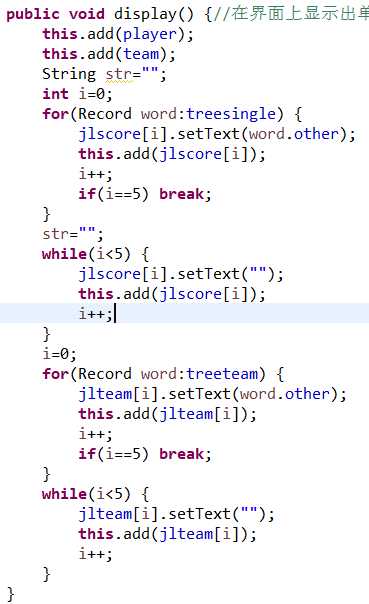 public void display() {//在界面上显示出单
    this.add(player);
    this.add(team);
    String str="";
    int i=0;
    for(Record word:treesingle) {
        jlscore[i].setText(word.other);
        this.add(jlscore[i]);
        i++;
        if(i==5) break;
    }
    str="";
    while(i<5) {
        jlscore[i].setText("");
        this.add(jlscore[i]);
        i++;
    }
    i=0;
    for(Record word:treeteam) {
        jlteam[i].setText(word.other);
        this.add(jlteam[i]);
        i++;
        if(i==5) break;
    }
    while(i<5) {
        jlteam[i].setText("");
        this.add(jlteam[i]);
        i++;
    }
}